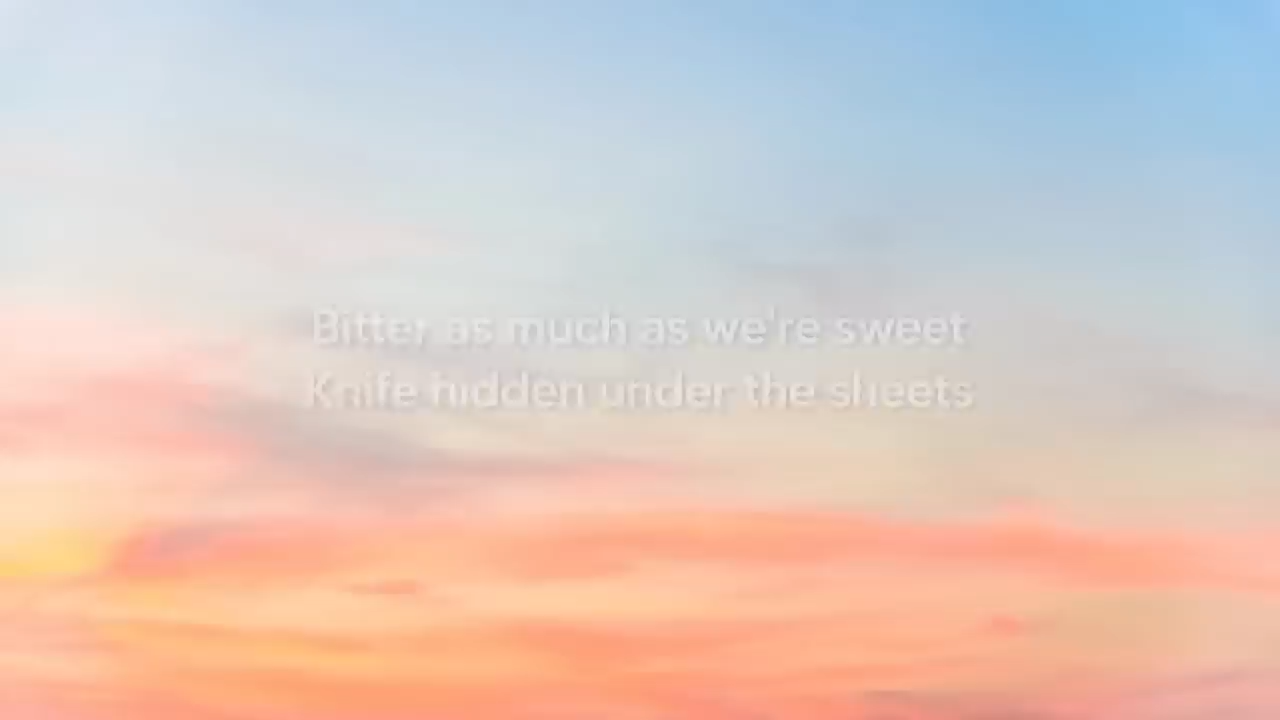 Bitter as much as we're sweet
Knife hidden under the sheets